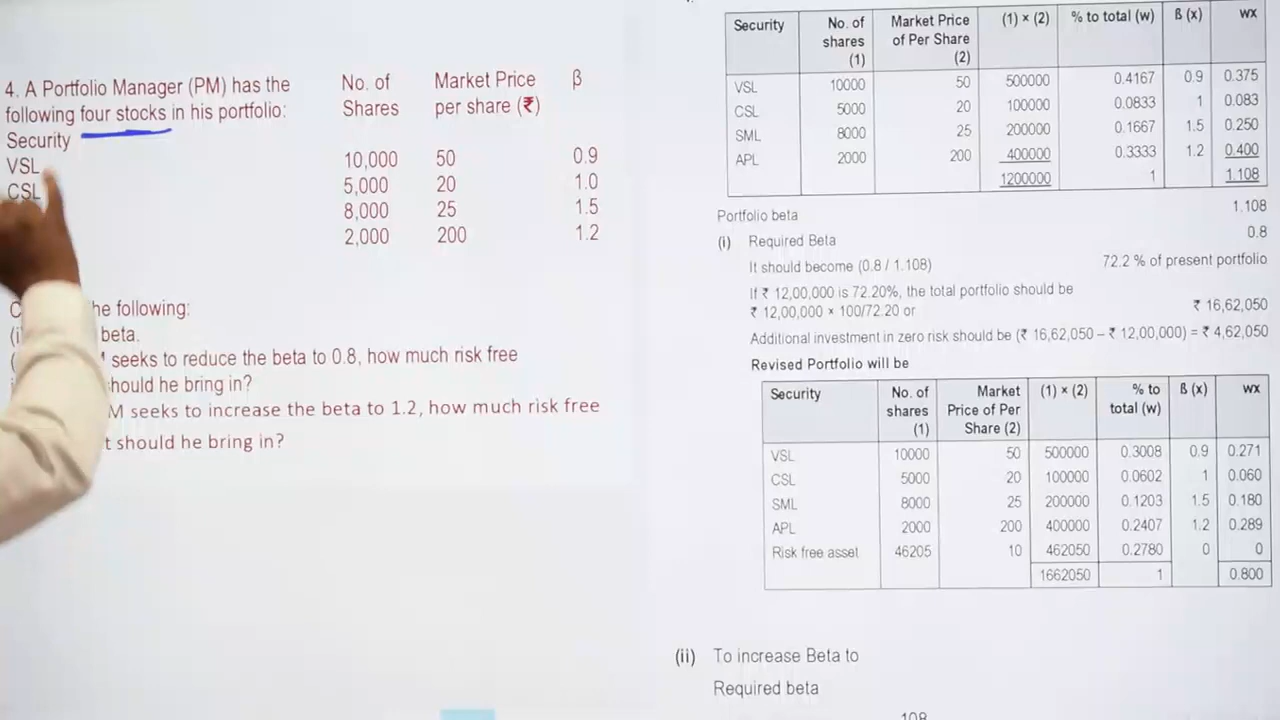 4. A Portfolio Manager (PM) has the
following four stocks in his portfolio:
Security
No. of Shares
Market Price per share (₹)
β
VSL
CSL
10,000 50 0.9
5,000 20 1.0
8,000 25 1.5
2,000 200 1.2
he following:
beta.
seeks to reduce the beta to 0.8, how much risk free
should he bring in?
M seeks to increase the beta to 1.2, how much risk free
t should he bring in?
Security No. of shares (1) Market Price of Per Share (2) (1) × (2) % to total (w) ß (x) wx
VSL 10000 50 500000 0.4167 0.9 0.375
CSL 5000 20 100000 0.0833 1 0.083
SML 8000 25 200000 0.1667 1.5 0.250
APL 2000 200 400000 0.3333 1.2 0.400
1200000 1 1.108
Portfolio beta 1.108
(i) Required Beta 0.8
It should become (0.8 / 1.108) 72.2 % of present portfolio
If ₹ 12,00,000 is 72.20%, the total portfolio should be
₹ 12,00,000 × 100/72.20 or ₹ 16,62,050
Additional investment in zero risk should be (₹ 16,62,050 – ₹ 12,00,000) = ₹ 4,62,050
Revised Portfolio will be
Security No. of shares (1) Market Price of Per Share (2) (1) × (2) % to total (w) ß (x) wx
VSL 10000 50 500000 0.3008 0.9 0.271
CSL 5000 20 100000 0.0602 1 0.060
SML 8000 25 200000 0.1203 1.5 0.180
APL 2000 200 400000 0.2407 1.2 0.289
Risk free asset 46205 10 462050 0.2780 0 0
1662050 1 0.800
(ii) To increase Beta to
Required beta